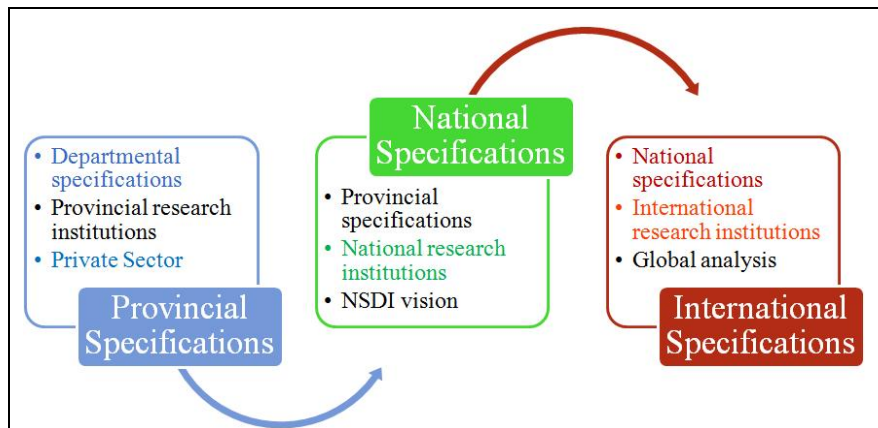 • Departmental
specifications
• Provincial research
institutions
• Private Sector
Provincial
Specifications
National
Specifications
• Provincial
specifications
• National research
institutions
• NSDI vision
• National
specifications
• International
research institutions
• Global analysis
International
Specifications